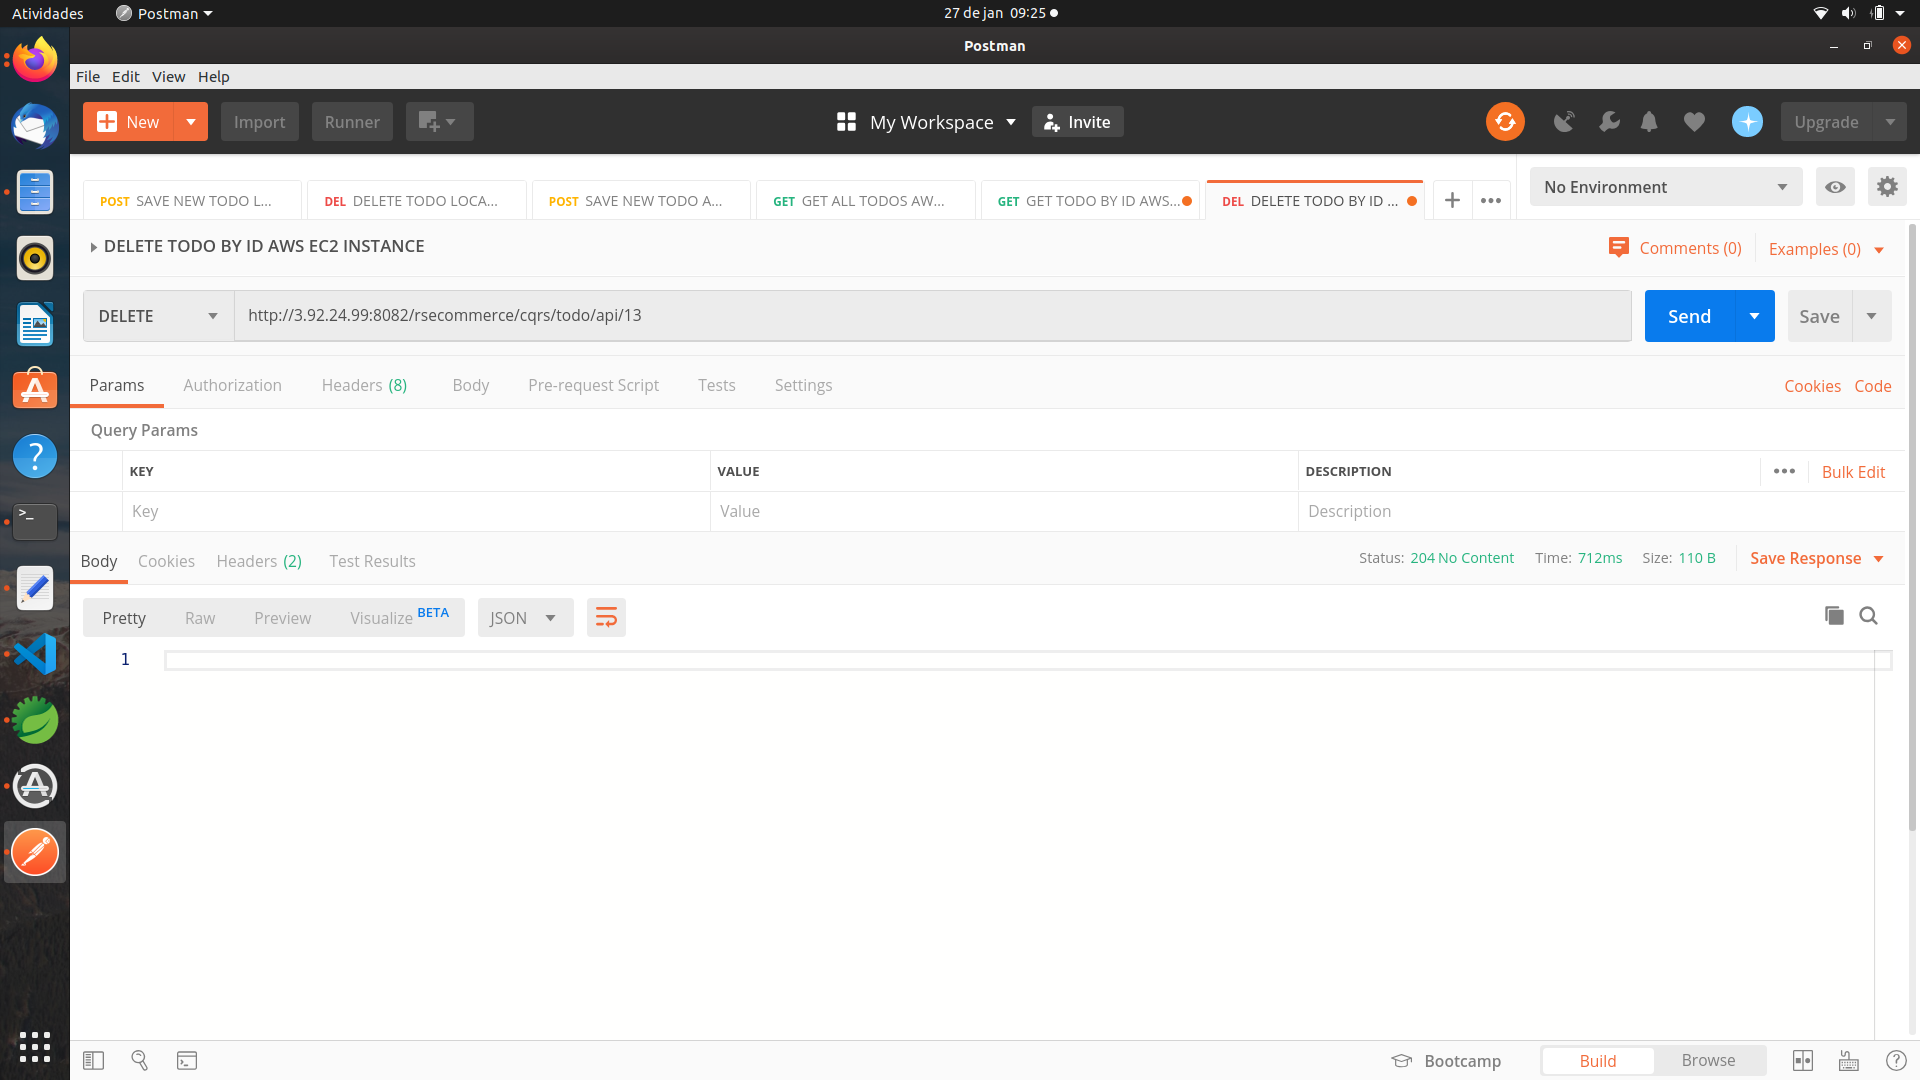 Atividades Postman 27 de jan 09:25
Postman
File Edit View Help
New Import Runner My Workspace Invite Upgrade
POST SAVE NEW TODO L... DEL DELETE TODO LOCA... POST SAVE NEW TODO A... GET GET ALL TODOS AW... GET GET TODO BY ID AWS... DEL DELETE TODO BY ID ... No Environment
DELETE TODO BY ID AWS EC2 INSTANCE Comments (0) Examples (0)
DELETE http://3.92.24.99:8082/rsecommerce/cqrs/todo/api/13 Send Save
Params Authorization Headers (8) Body Pre-request Script Tests Settings Cookies Code
Query Params
KEY VALUE DESCRIPTION Bulk Edit
Key Value Description
Body Cookies Headers (2) Test Results Status: 204 No Content Time: 712ms Size: 110 B Save Response
Pretty Raw Preview Visualize BETA JSON
1
Bootcamp Build Browse